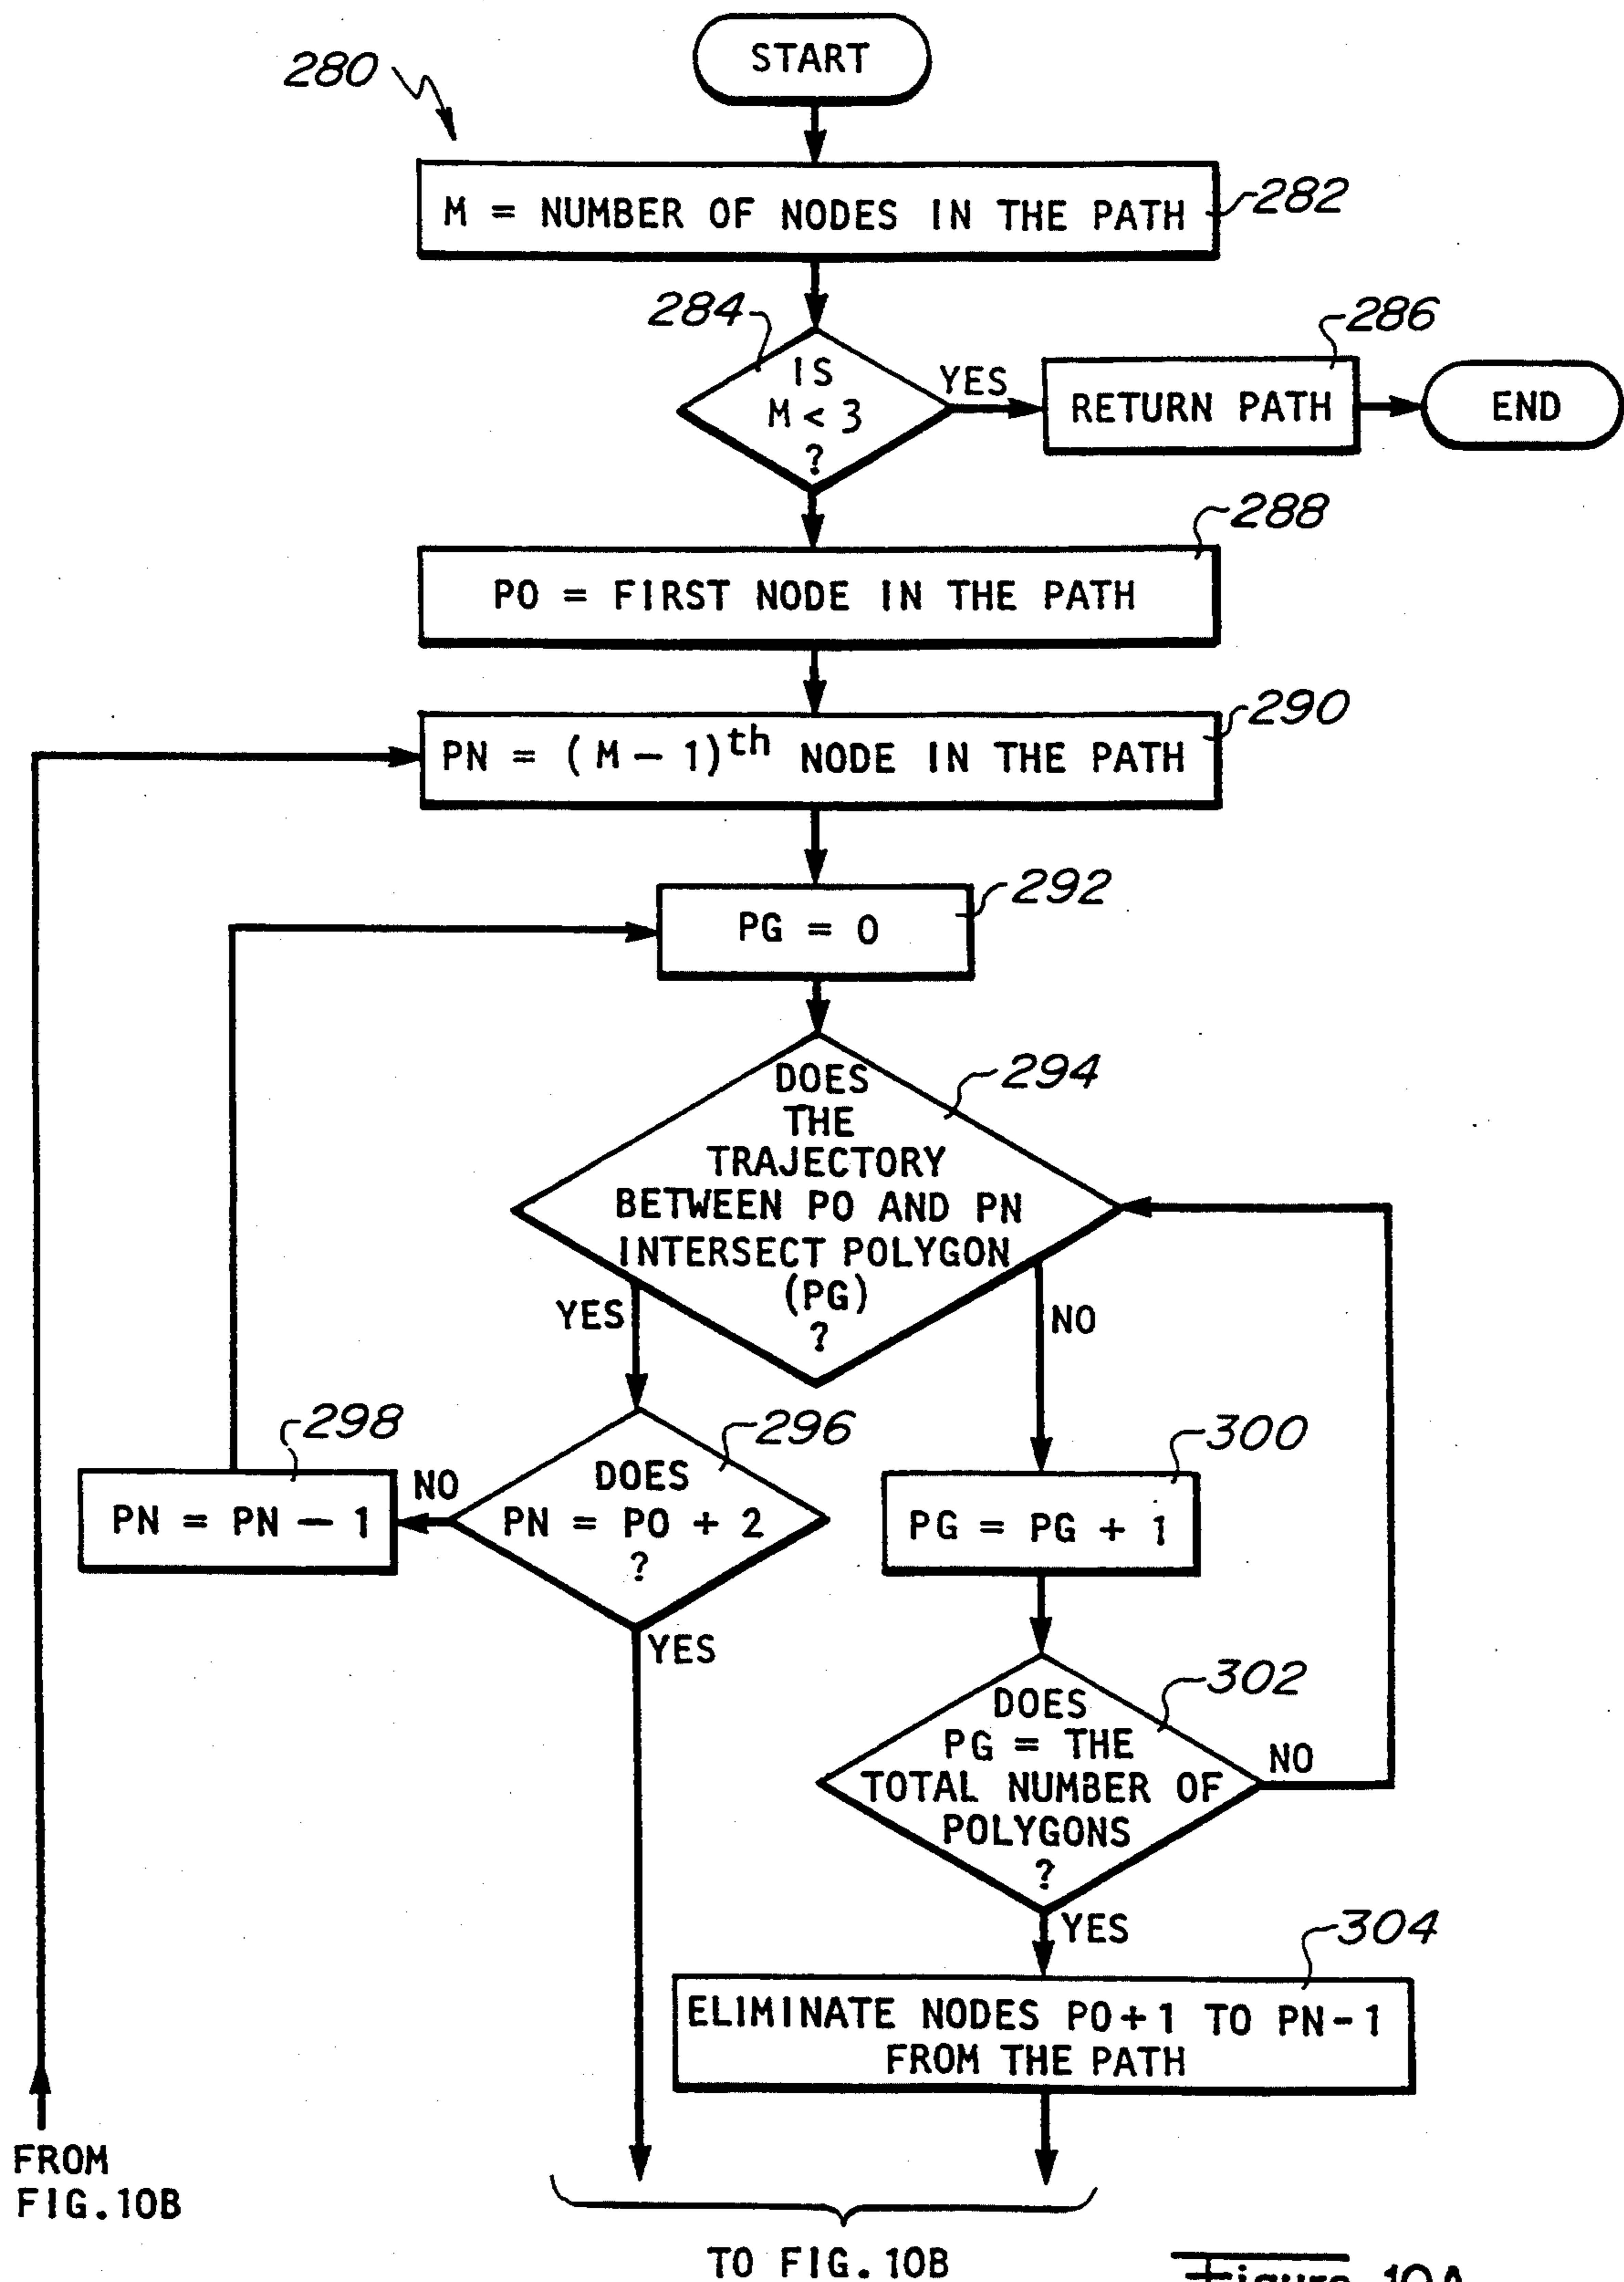 START
280
M = NUMBER OF NODES IN THE PATH
282
284
IS
M < 3
?
YES
286
RETURN PATH
END
288
PO = FIRST NODE IN THE PATH
290
PN = (M - 1)th NODE IN THE PATH
292
PG = 0
294
DOES
THE
TRAJECTORY
BETWEEN PO AND PN
INTERSECT POLYGON
(PG)
?
YES
NO
298
PN = PN - 1
NO
296
DOES
PN = PO + 2
?
YES
300
PG = PG + 1
302
DOES
PG = THE
TOTAL NUMBER OF
POLYGONS
?
NO
YES
304
ELIMINATE NODES PO+1 TO PN-1
FROM THE PATH
FROM
FIG.10B
TO FIG.10B
Figure 10A